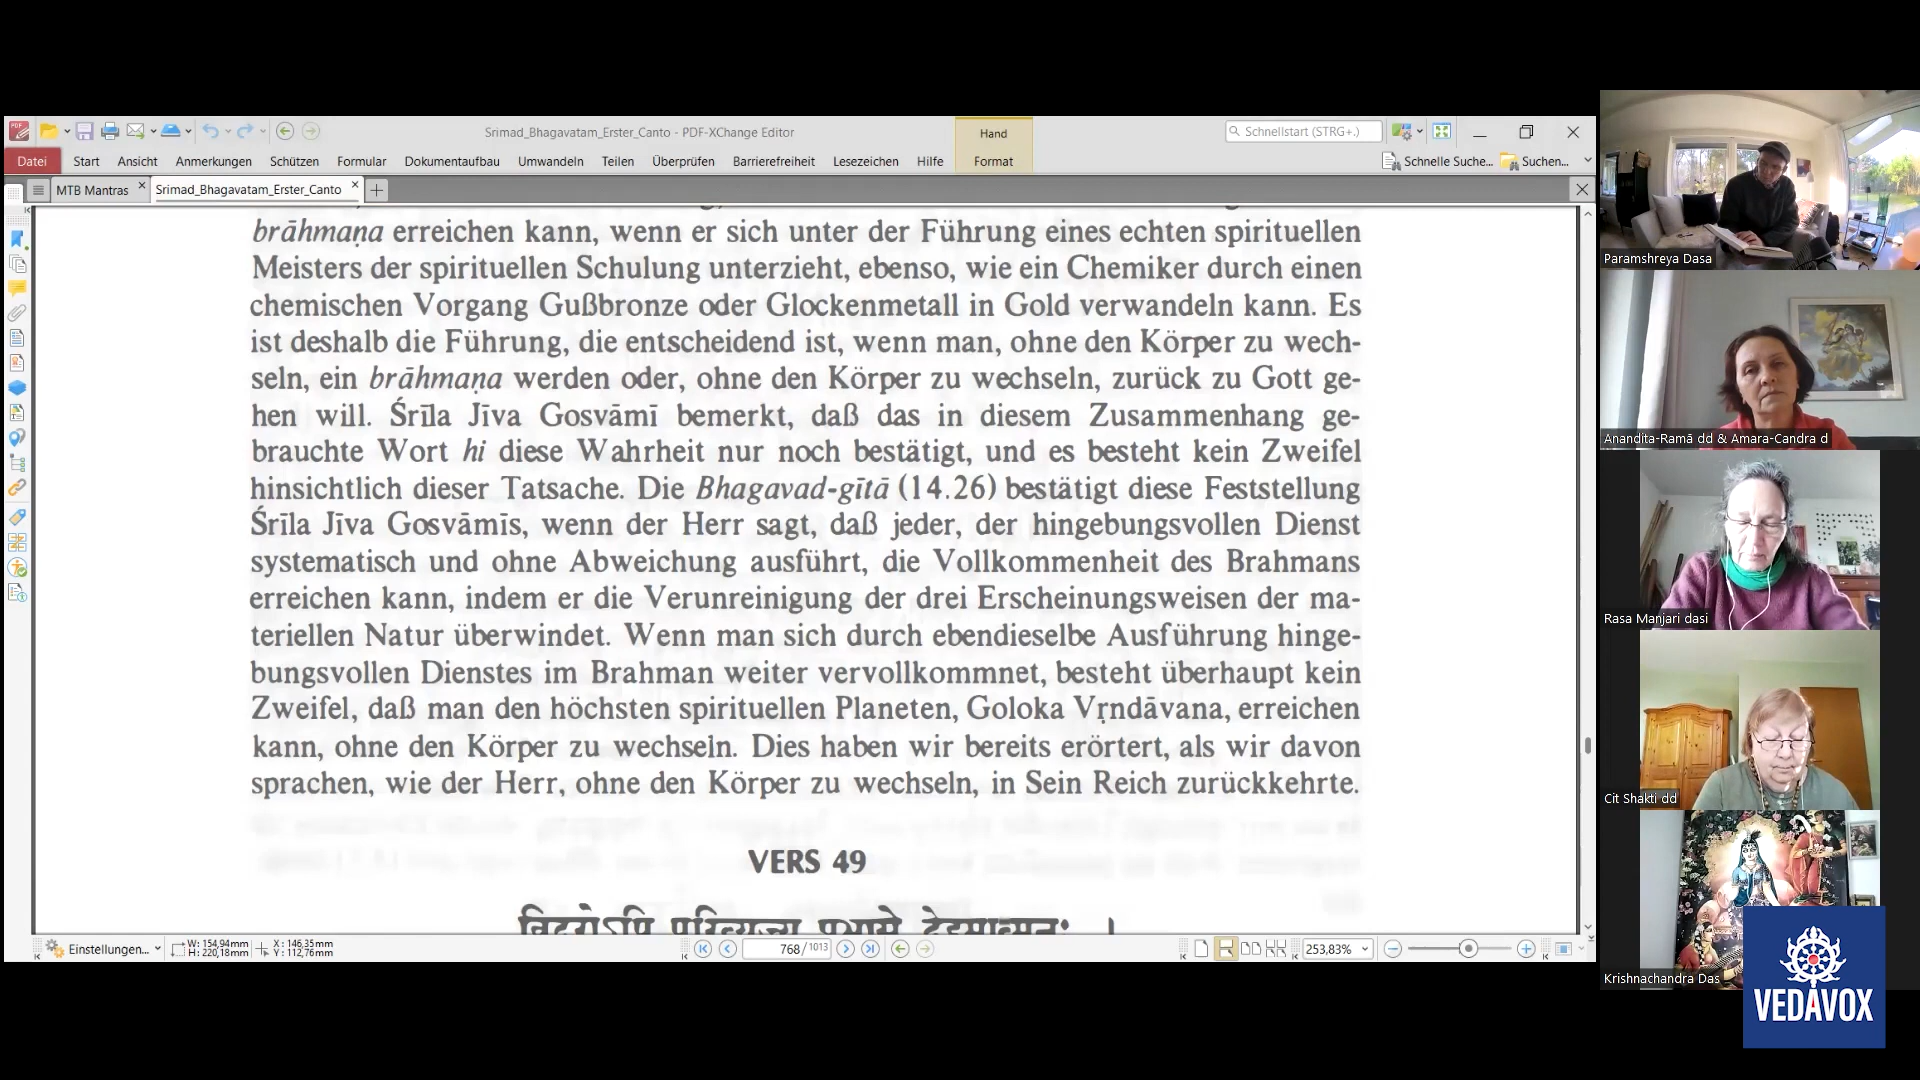 Srimad_Bhagavatam_Erster_Canto - PDF-XChange Editor
Hand
Schnellstart (STRG+.)
Datei Start Ansicht Anmerkungen Schützen Formular Dokumentaufbau Umwandeln Teilen Überprüfen Barrierefreiheit Lesezeichen Hilfe Format Schnelle Suche... Suchen...
MTB Mantras Srimad_Bhagavatam_Erster_Canto
brāhmaṇa erreichen kann, wenn er sich unter der Führung eines echten spirituellen
Meisters der spirituellen Schulung unterzieht, ebenso, wie ein Chemiker durch einen
chemischen Vorgang Gußbronze oder Glockenmetall in Gold verwandeln kann. Es
ist deshalb die Führung, die entscheidend ist, wenn man, ohne den Körper zu wech-
seln, ein brāhmaṇa werden oder, ohne den Körper zu wechseln, zurück zu Gott ge-
hen will. Śrīla Jīva Gosvāmī bemerkt, daß das in diesem Zusammenhang ge-
brauchte Wort hi diese Wahrheit nur noch bestätigt, und es besteht kein Zweifel
hinsichtlich dieser Tatsache. Die Bhagavad-gītā (14.26) bestätigt diese Feststellung
Śrīla Jīva Gosvāmīs, wenn der Herr sagt, daß jeder, der hingebungsvollen Dienst
systematisch und ohne Abweichung ausführt, die Vollkommenheit des Brahmans
erreichen kann, indem er die Verunreinigung der drei Erscheinungsweisen der ma-
teriellen Natur überwindet. Wenn man sich durch ebendieselbe Ausführung hinge-
bungsvollen Dienstes im Brahman weiter vervollkommnet, besteht überhaupt kein
Zweifel, daß man den höchsten spirituellen Planeten, Goloka Vṛndāvana, erreichen
kann, ohne den Körper zu wechseln. Dies haben wir bereits erörtert, als wir davon
sprachen, wie der Herr, ohne den Körper zu wechseln, in Sein Reich zurückkehrte.
VERS 49
Einstellungen... W: 154,94mm X: 146,35mm 768 / 1013 253,83%
H: 220,18mm Y: 112,76mm
Paramshreya Dasa
Anandita-Ramā dd & Amara-Candra d
Rasa Manjari dasi
Cit Shakti dd
Krishnachandra Das
VEDAVOX